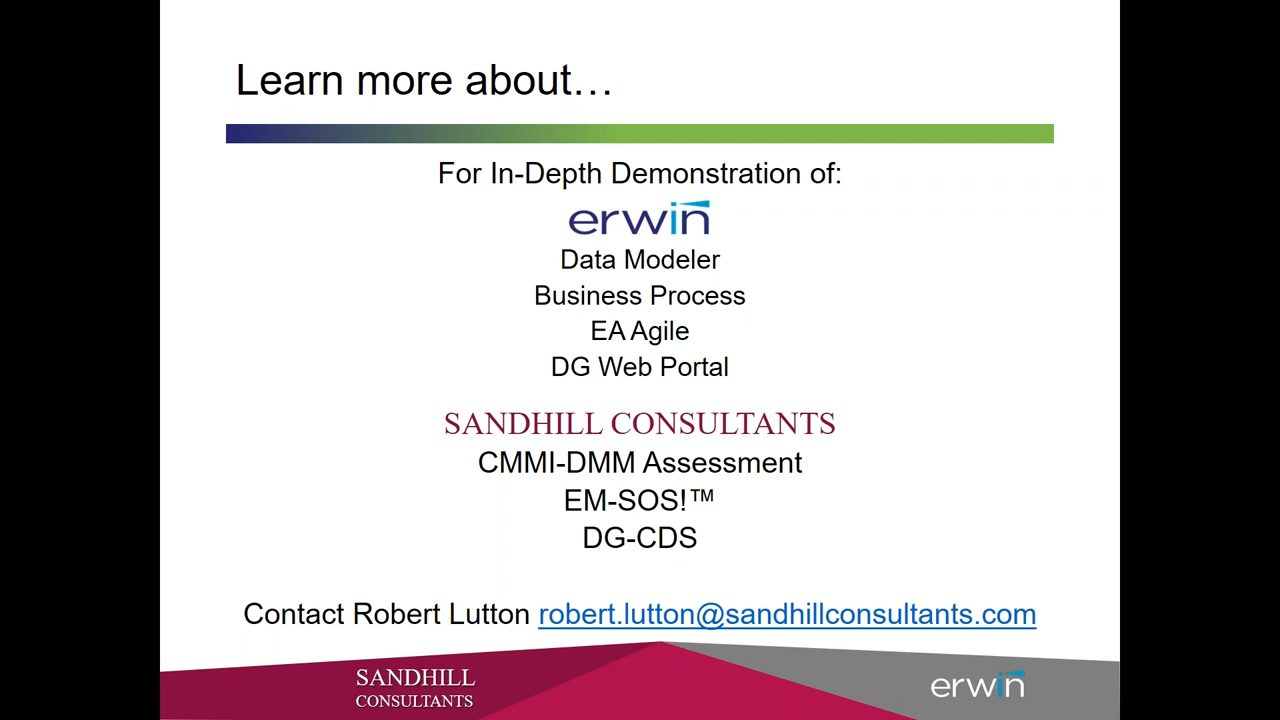 Learn more about…
For In-Depth Demonstration of:
erwin
Data Modeler
Business Process
EA Agile
DG Web Portal
SANDHILL CONSULTANTS
CMMI-DMM Assessment
EM-SOS!™
DG-CDS
Contact Robert Lutton robert.lutton@sandhillconsultants.com
SANDHILL
CONSULTANTS
erwin